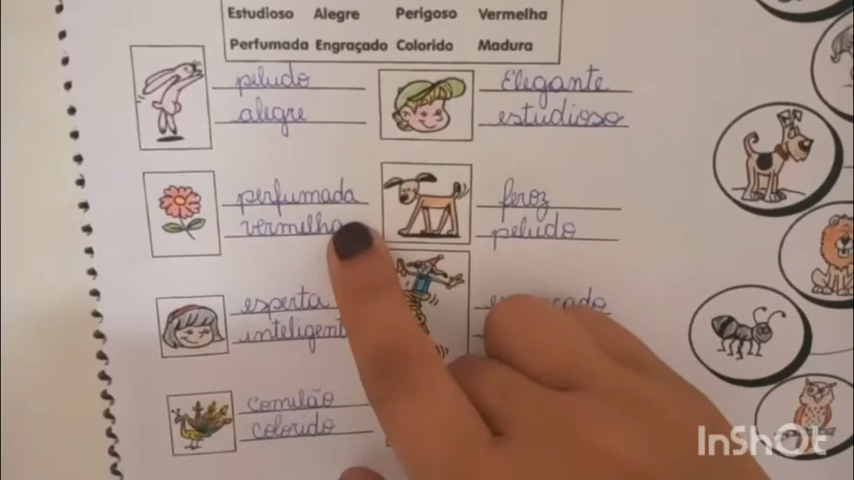 Estudioso Alegre Perigoso Vermelha
Perfumada Engraçado Colorido Madura
peludo
alegre
Elegante
estudioso
perfumada
vermelha
feroz
peludo
esperta
inteligent
comilão
colorido
InShOt